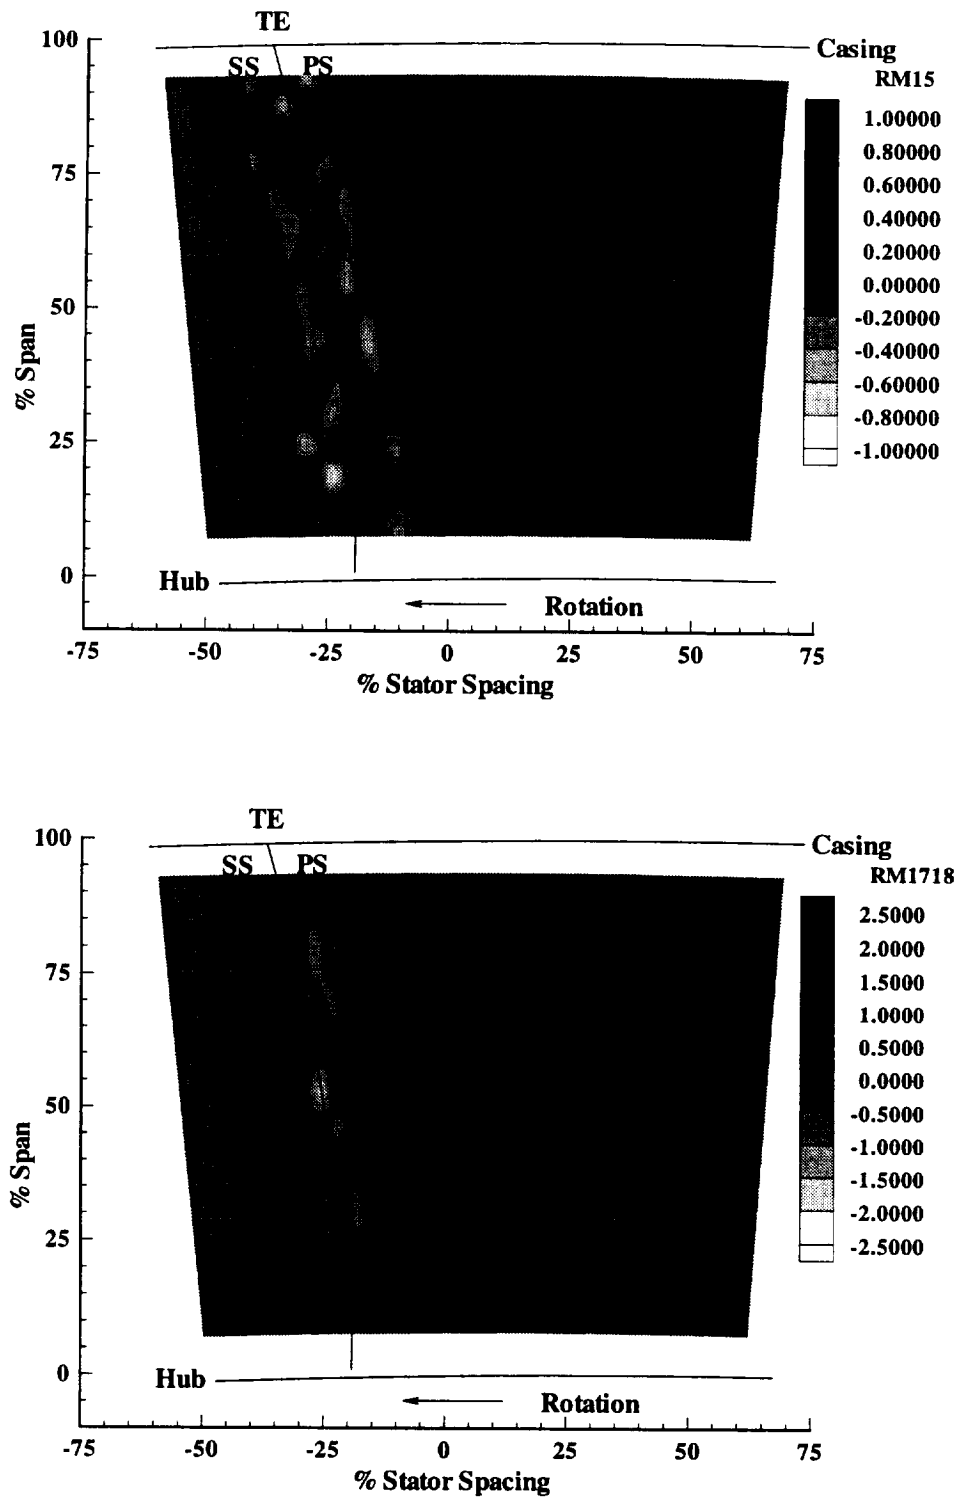 TE
100
Casing
SS
PS
RM15
1.00000
0.80000
75
0.60000
0.40000
0.20000
0.00000
50
-0.20000
-0.40000
% Span
-0.60000
-0.80000
25
-1.00000
0
Hub
Rotation
-75
-50
-25
0
25
50
75
% Stator Spacing
TE
100
Casing
SS
PS
RM1718
2.5000
2.0000
75
1.5000
1.0000
0.5000
0.0000
50
-0.5000
-1.0000
% Span
-1.5000
-2.0000
25
-2.5000
0
Hub
Rotation
-75
-50
-25
0
25
50
75
% Stator Spacing